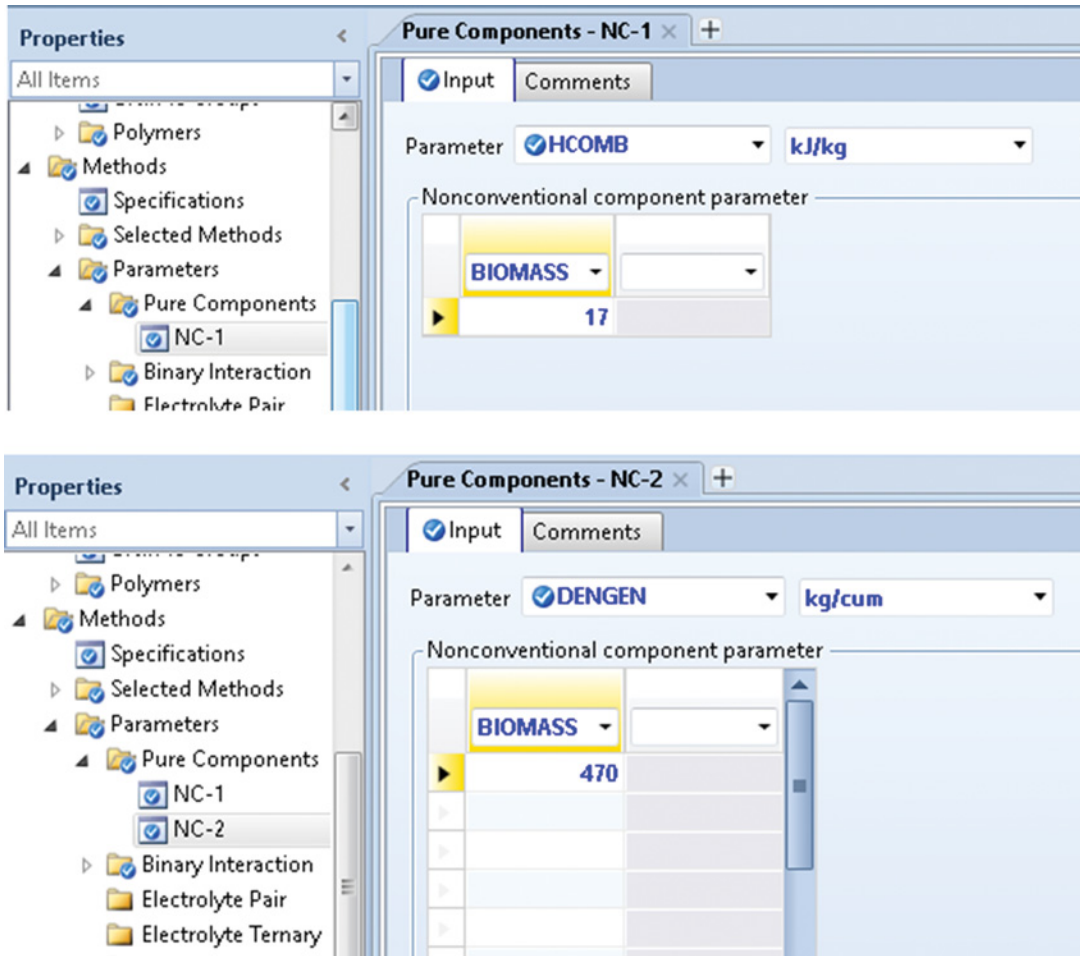 Properties
All Items
Polymers
Methods
Specifications
Selected Methods
Parameters
Pure Components
NC-1
Binary Interaction
Electrolyte Pair
Pure Components - NC-1
Input Comments
Parameter HCOMB kJ/kg
Nonconventional component parameter
BIOMASS
17
Properties
All Items
Polymers
Methods
Specifications
Selected Methods
Parameters
Pure Components
NC-1
NC-2
Binary Interaction
Electrolyte Pair
Electrolyte Ternary
Pure Components - NC-2
Input Comments
Parameter DENGEN kg/cum
Nonconventional component parameter
BIOMASS
470